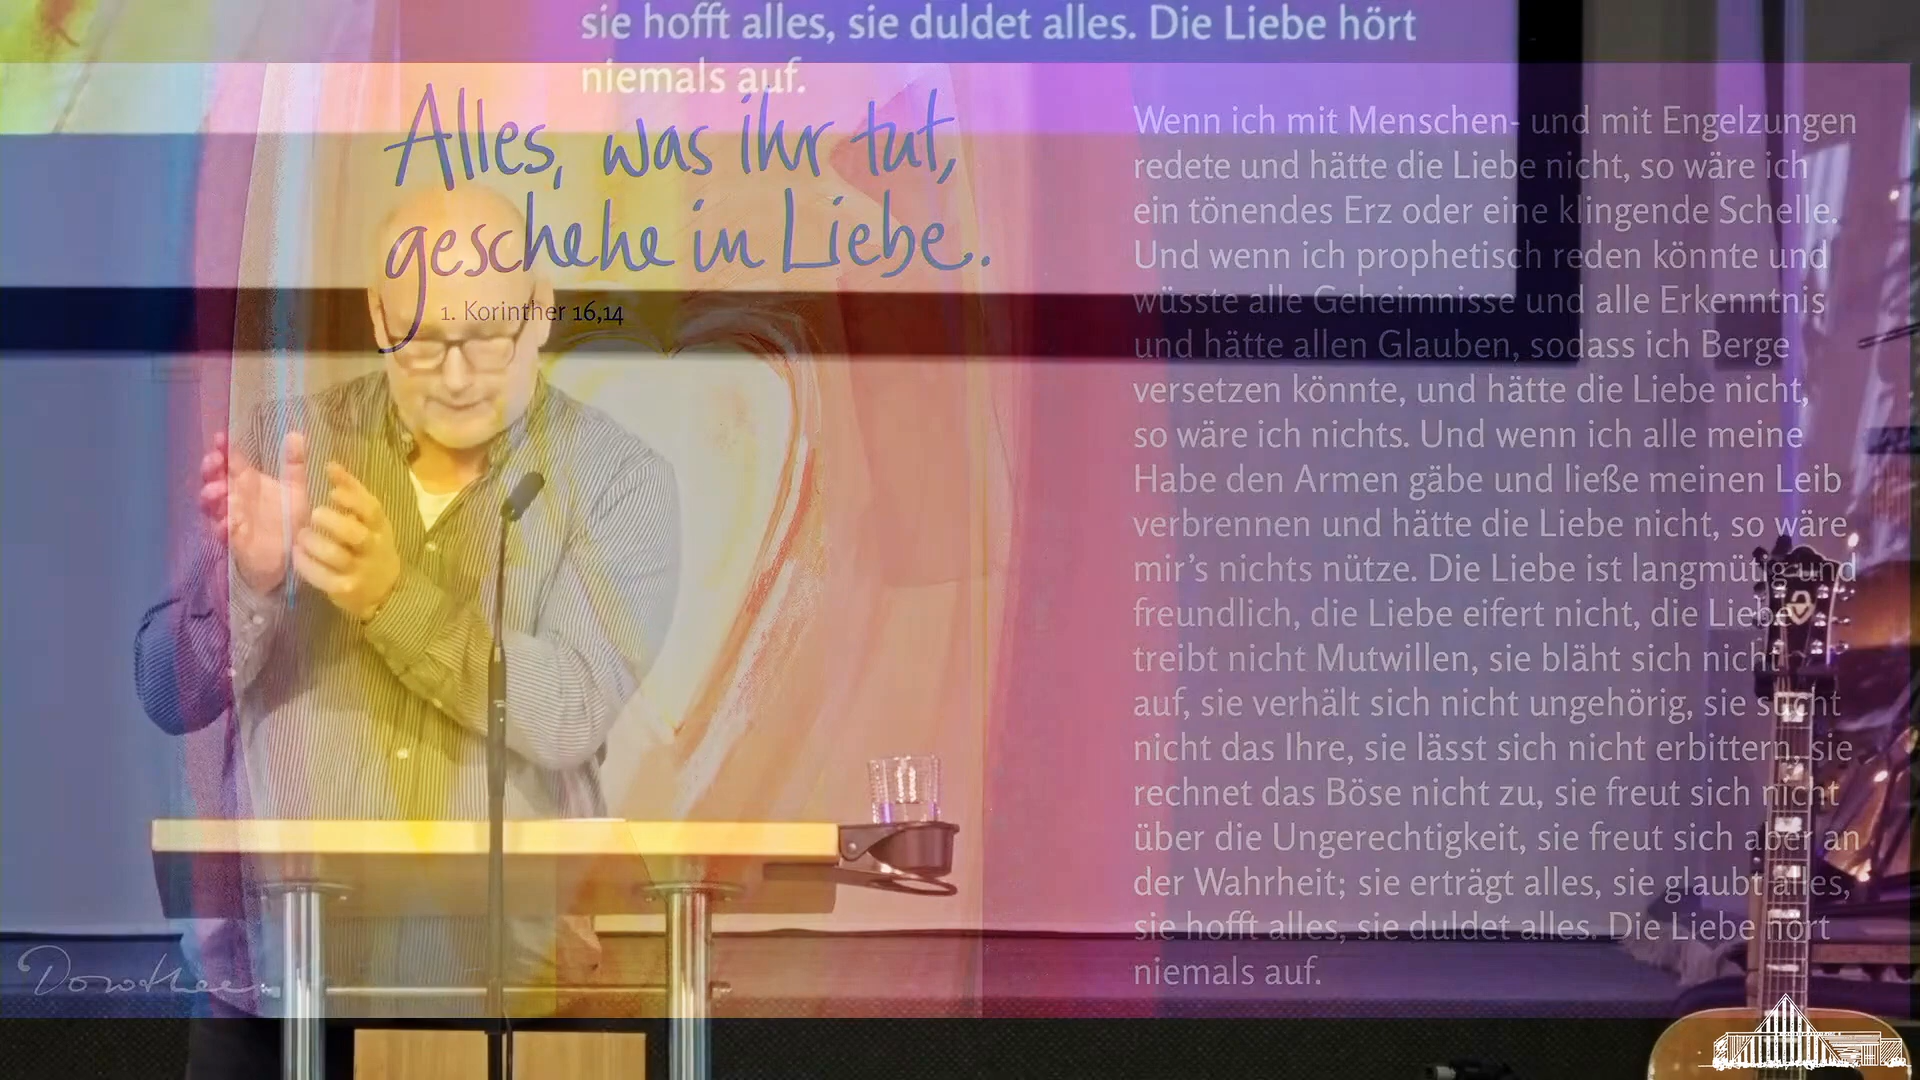 sie hofft alles, sie duldet alles. Die Liebe hört
niemals auf.
Alles, was ihr tut,
geschehe in Liebe.
1. Korinther 16,14
Wenn ich mit Menschen- und mit Engelzungen
redete und hätte die Liebe nicht, so wäre ich
ein tönendes Erz oder eine klingende Schelle.
Und wenn ich prophetisch reden könnte und
wüsste alle Geheimnisse und alle Erkenntnis
und hätte allen Glauben, sodass ich Berge
versetzen könnte, und hätte die Liebe nicht,
so wäre ich nichts. Und wenn ich alle meine
Habe den Armen gäbe und ließe meinen Leib
verbrennen und hätte die Liebe nicht, so wäre
mir’s nichts nütze. Die Liebe ist langmütig und
freundlich, die Liebe eifert nicht, die Liebe
treibt nicht Mutwillen, sie bläht sich nicht
auf, sie verhält sich nicht ungehörig, sie sucht
nicht das Ihre, sie lässt sich nicht erbittern, sie
rechnet das Böse nicht zu, sie freut sich nicht
über die Ungerechtigkeit, sie freut sich aber an
der Wahrheit; sie erträgt alles, sie glaubt alles,
sie hofft alles, sie duldet alles. Die Liebe hört
niemals auf.
Dorothee